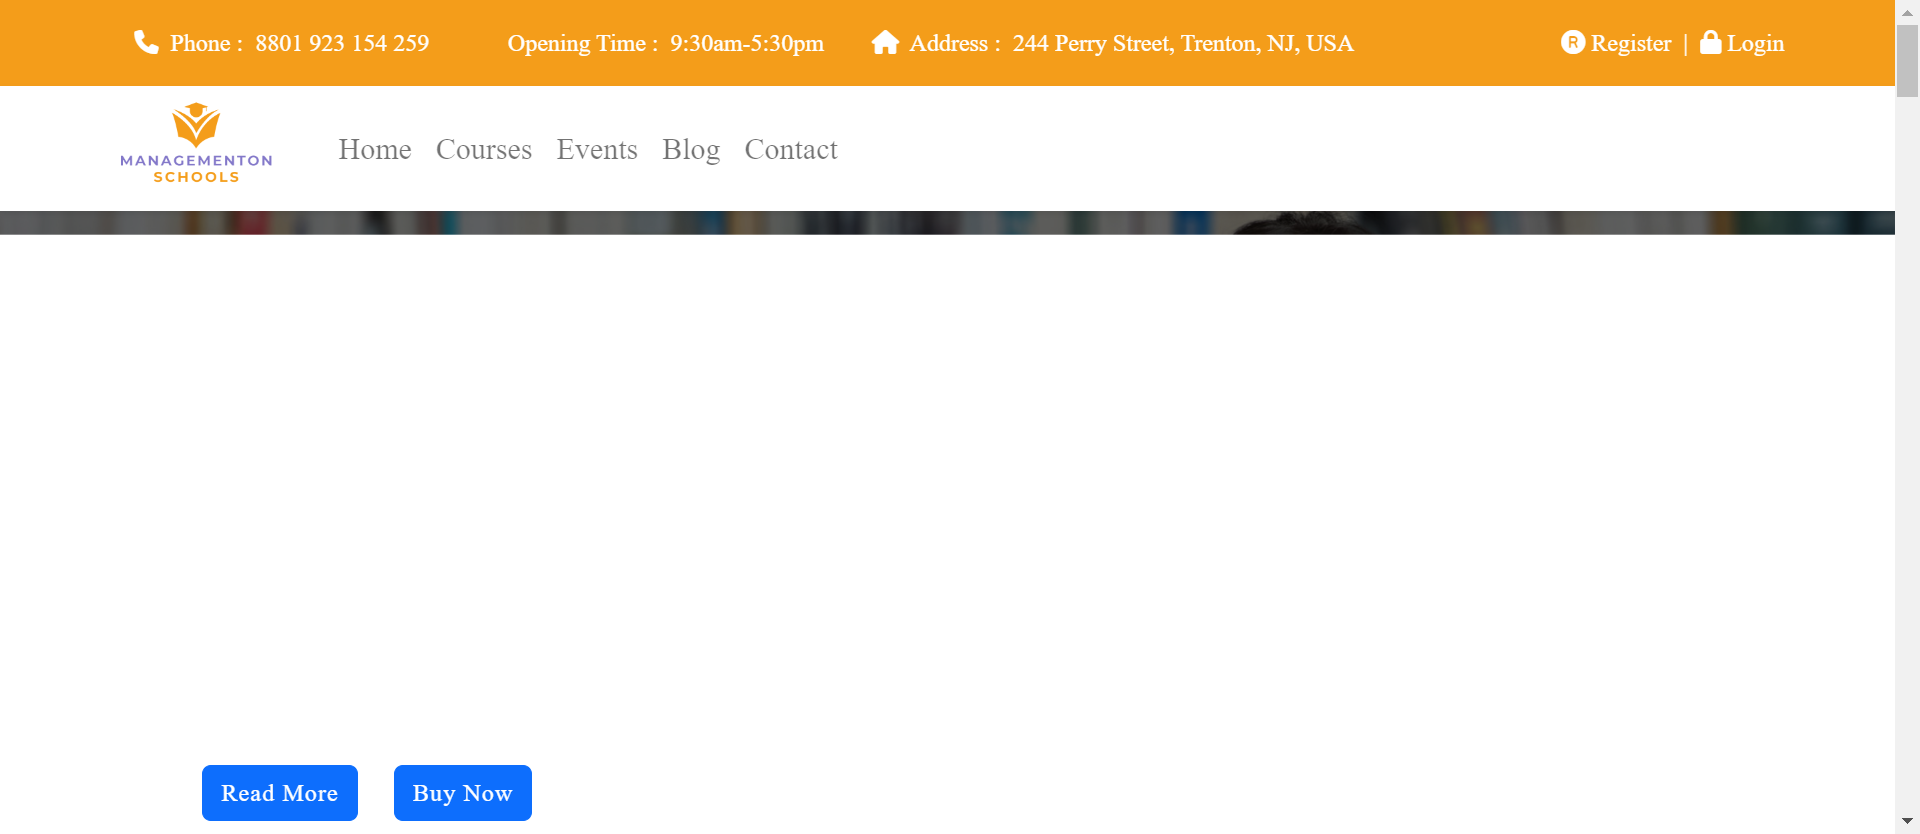 Phone : 8801 923 154 259 Opening Time : 9:30am-5:30pm Address : 244 Perry Street, Trenton, NJ, USA Register | Login
MANAGEMENTON
SCHOOLS
Home Courses Events Blog Contact
Read More Buy Now